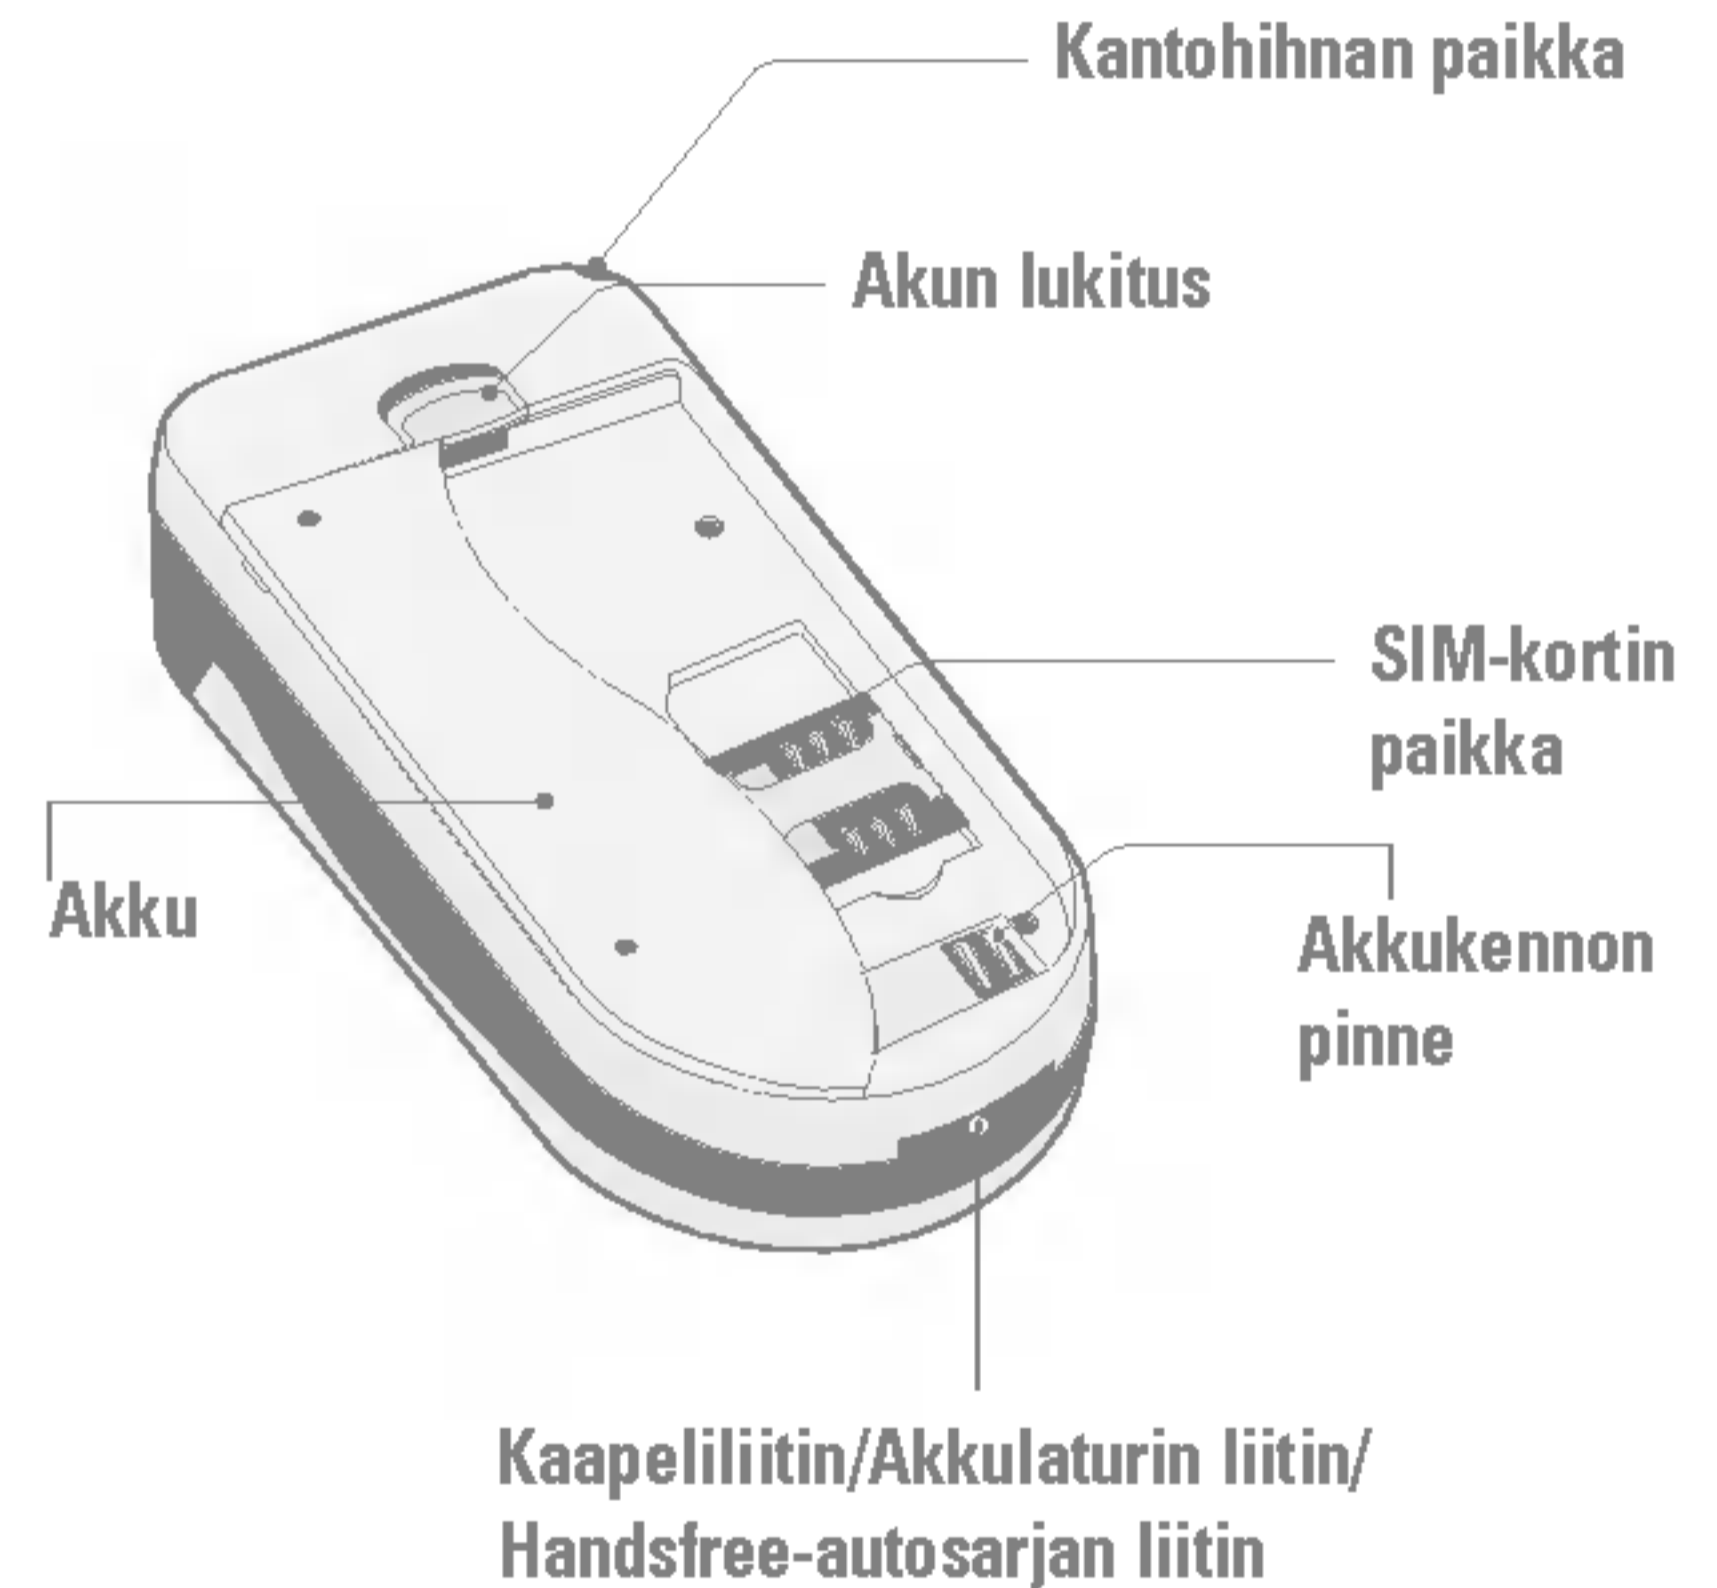 Kantohihnan paikka
Akun lukitus
SIM-kortin
paikka
Akku
Akkukennon
pinne
Kaapeliliitin/Akkulaturin liitin/
Handsfree-autosarjan liitin